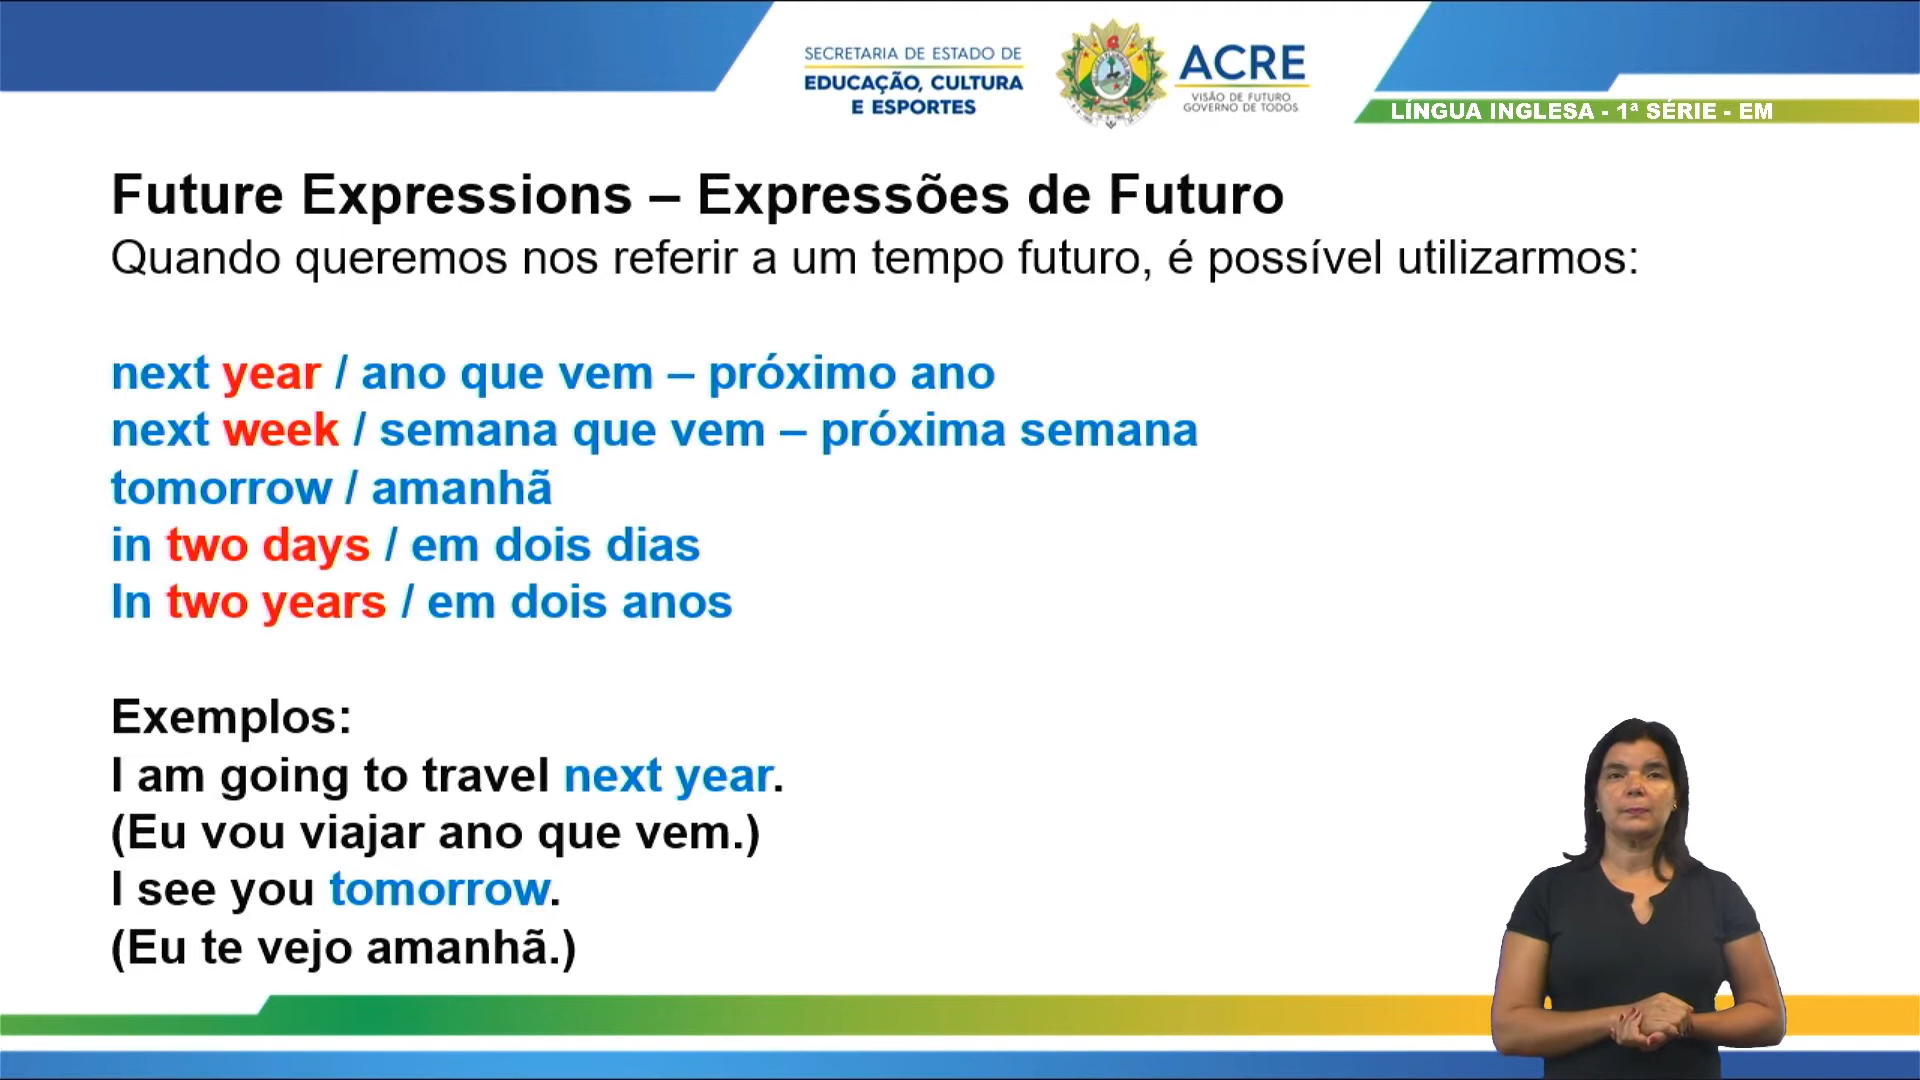 SECRETARIA DE ESTADO DE
EDUCAÇÃO, CULTURA
E ESPORTES
ACRE
VISÃO DE FUTURO
GOVERNO DE TODOS
LÍNGUA INGLESA - 1ª SÉRIE - EM
Future Expressions – Expressões de Futuro
Quando queremos nos referir a um tempo futuro, é possível utilizarmos:
next year / ano que vem – próximo ano
next week / semana que vem – próxima semana
tomorrow / amanhã
in two days / em dois dias
In two years / em dois anos
Exemplos:
I am going to travel next year.
(Eu vou viajar ano que vem.)
I see you tomorrow.
(Eu te vejo amanhã.)